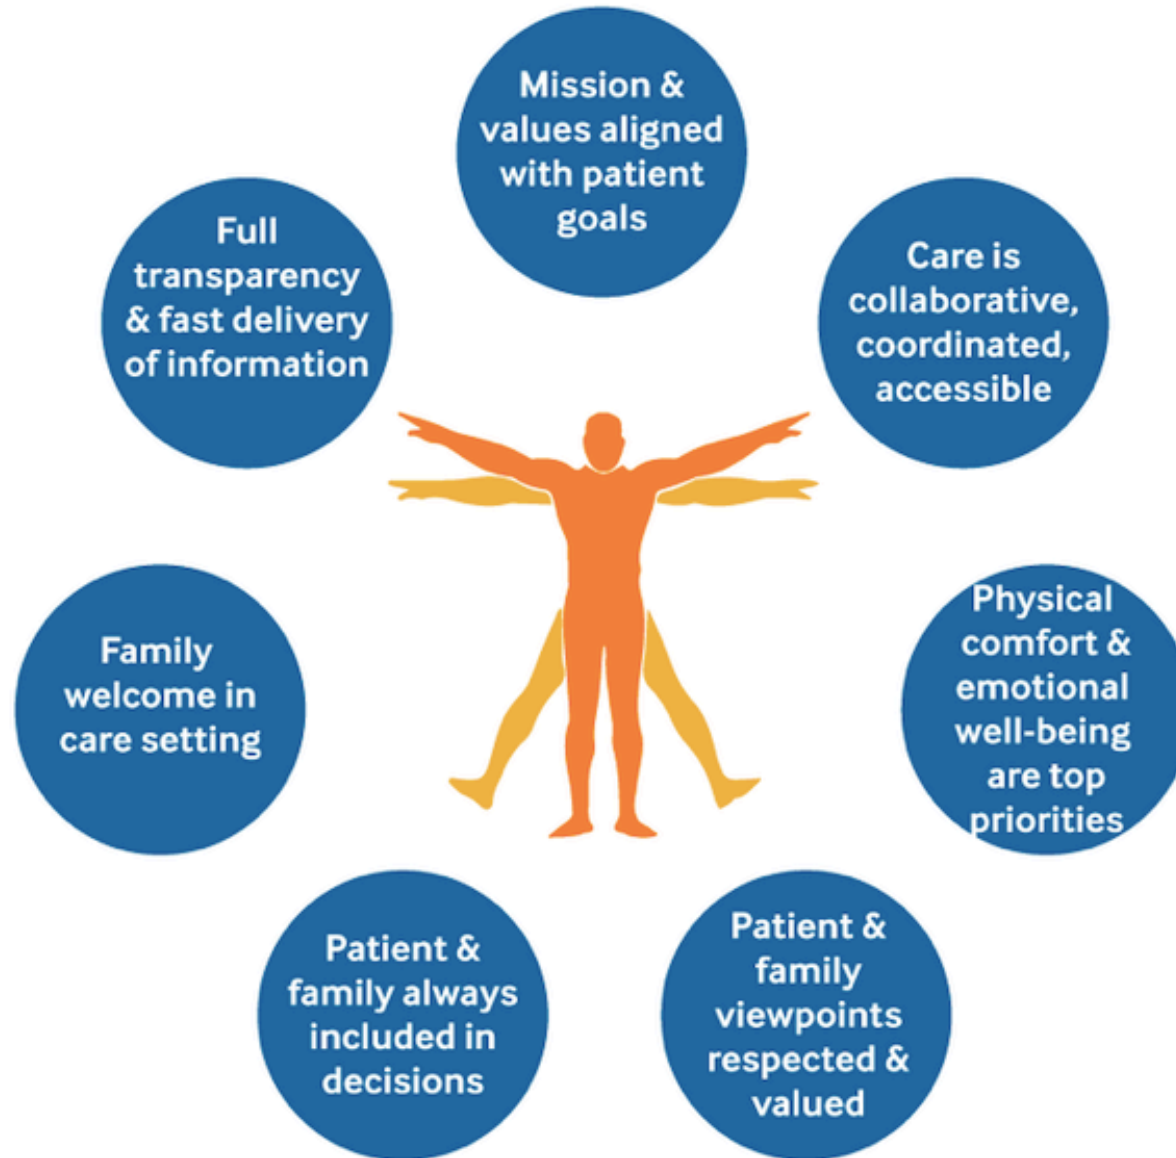 Mission &
values aligned
with patient
goals
Care is
collaborative,
coordinated,
accessible
Physical
comfort &
emotional
well-being
are top
priorities
Patient &
family
viewpoints
respected &
valued
Patient &
family always
included in
decisions
Family
welcome in
care setting
Full
transparency
& fast delivery
of information